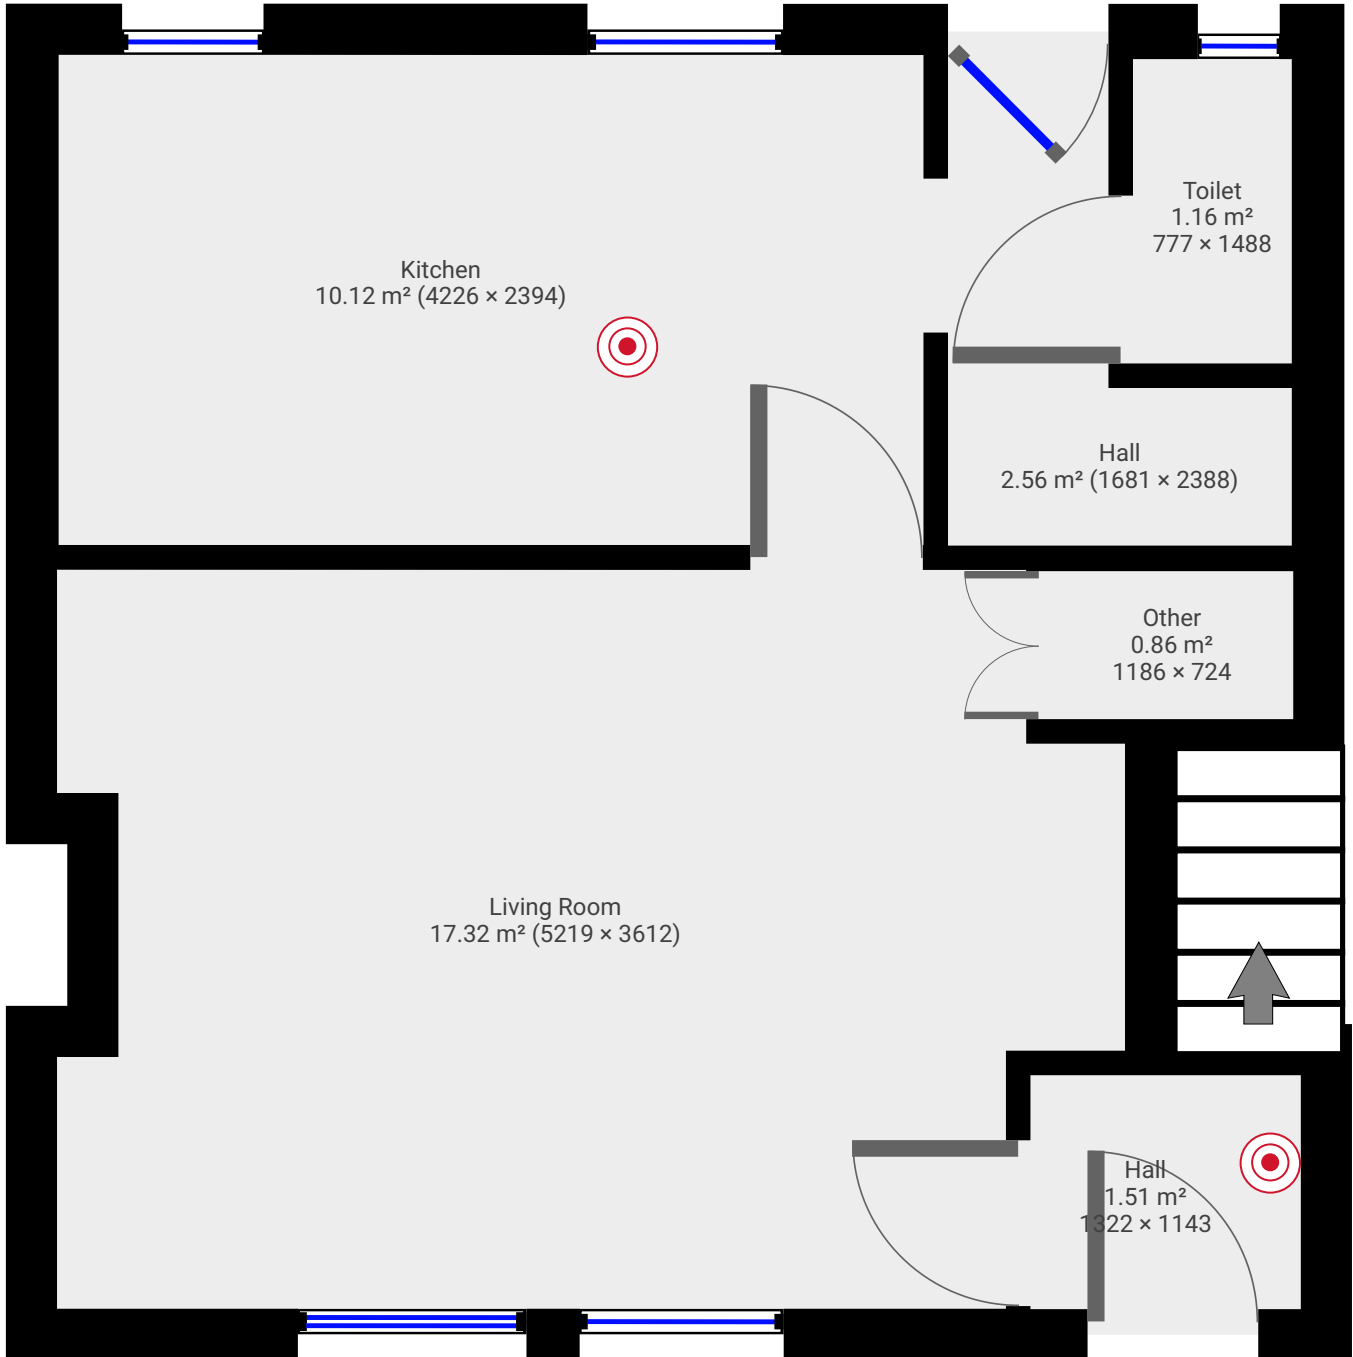 Toilet
1.16 m²
777 × 1488
Kitchen
10.12 m² (4226 × 2394)
Hall
2.56 m² (1681 × 2388)
Other
0.86 m²
1186 × 724
Living Room
17.32 m² (5219 × 3612)
Hall
1.51 m²
1322 × 1143